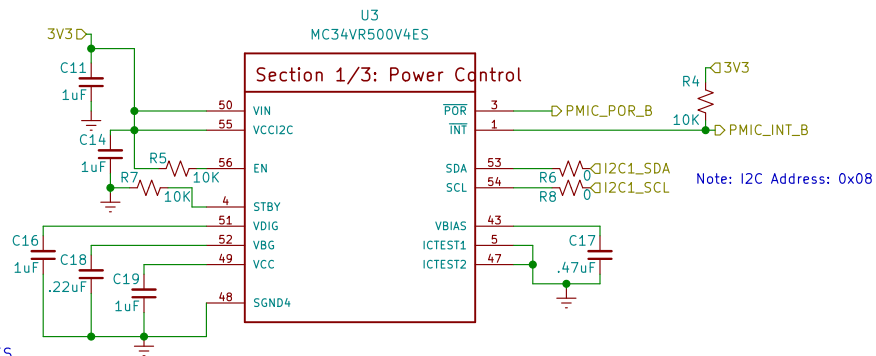 U3
MC34VR500V4ES
Section 1/3: Power Control
3V3
C11
1uF
C14
1uF
R5
10K
R7
10K
50 VIN
55 VCCI2C
56 EN
4 STBY
51 VDIG
52 VBG
49 VCC
48 SGND4
C16
1uF
C18
.22uF
C19
1uF
POR 3
PMIC_POR_B
INT 1
PMIC_INT_B
R4
10K
3V3
SDA 53
R6
0
I2C1_SDA
SCL 54
R8
0
I2C1_SCL
Note: I2C Address: 0x08
VBIAS 43
ICTEST1 5
ICTEST2 47
C17
.47uF